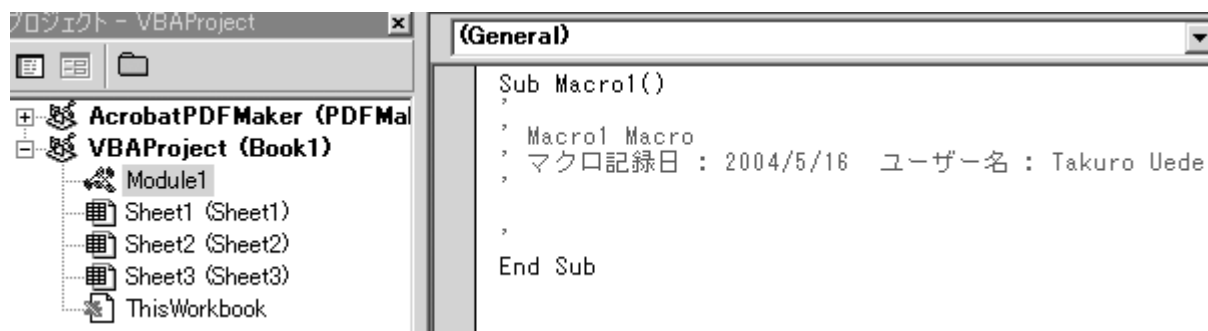 プロジェクト - VBAProject
AcrobatPDFMaker (PDFMa
VBAProject (Book1)
Module1
Sheet1 (Sheet1)
Sheet2 (Sheet2)
Sheet3 (Sheet3)
ThisWorkbook
(General)
Sub Macro1()
'
' Macro1 Macro
' マクロ記録日 : 2004/5/16 ユーザー名 : Takuro Uede
'
'
End Sub